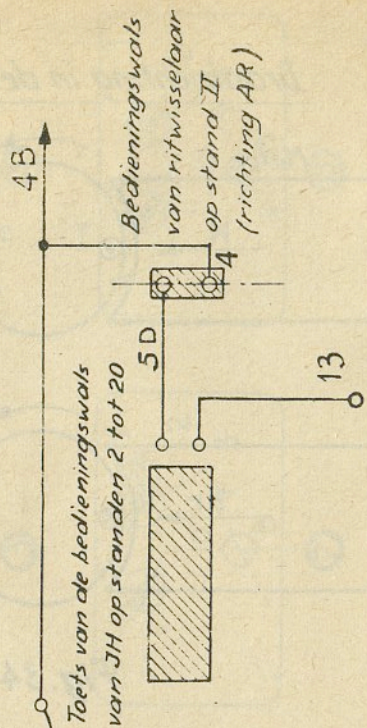 4B
Bedieningswals
van ritwisselaar
op stand II
(richting AR)
4
5D
13
Toets van de bedieningswals
van JH op standen 2 tot 20